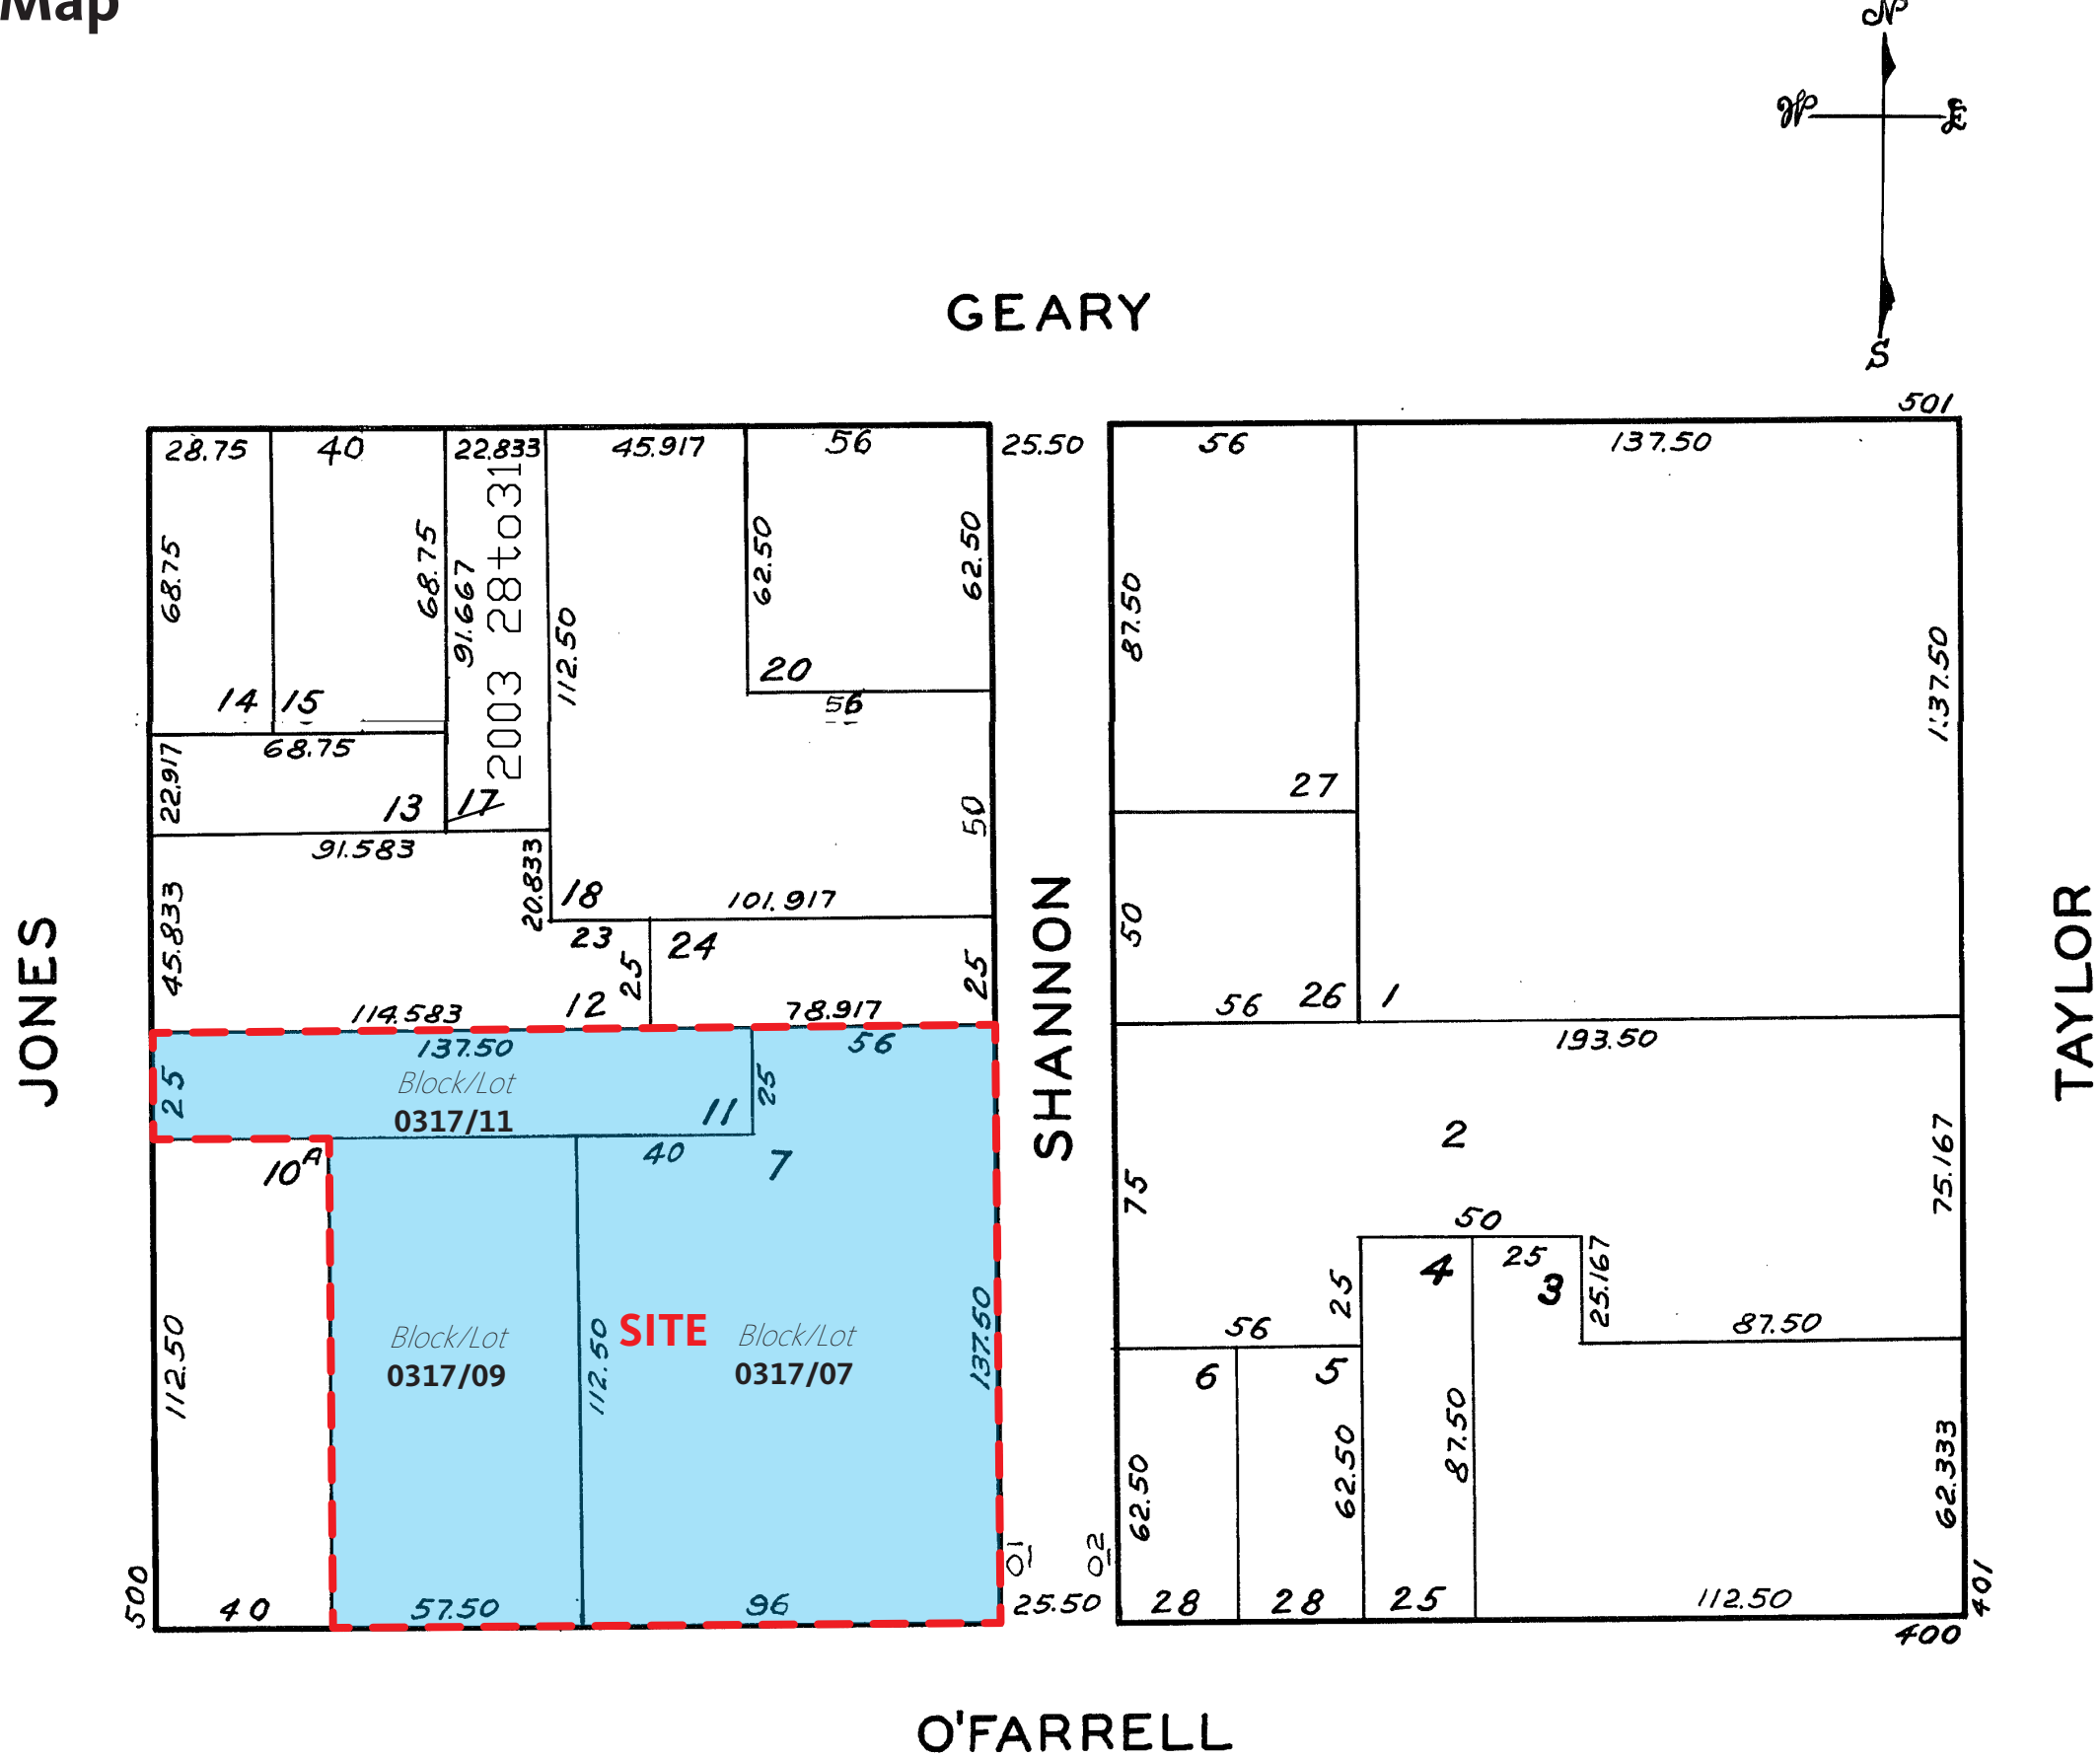 Map
N
W E
S
GEARY
501
28.75 40 22.833 45.917 56 25.50 56 137.50
68.75 68.75 91.667 2003 28to31 112.50 62.50 62.50 87.50 137.50
14 15 20
56
68.75
22.917 13 17 50 27
91.583
45.833 20.833 18 101.917 50
23 25 24 25
114.583 12 78.917 56 26 1
JONES SHANNON TAYLOR
137.50 56 193.50
25 Block/Lot 25
0317/11 11
10A 40 7 2
75 75.167
50
25 4 25 3 25.167
56 87.50
112.50 Block/Lot 112.50 SITE Block/Lot 137.50
0317/09 0317/07 6 5
62.50 62.50 87.50 62.333
01 02
500 40 57.50 96 25.50 28 28 25 112.50 401
400
O'FARRELL